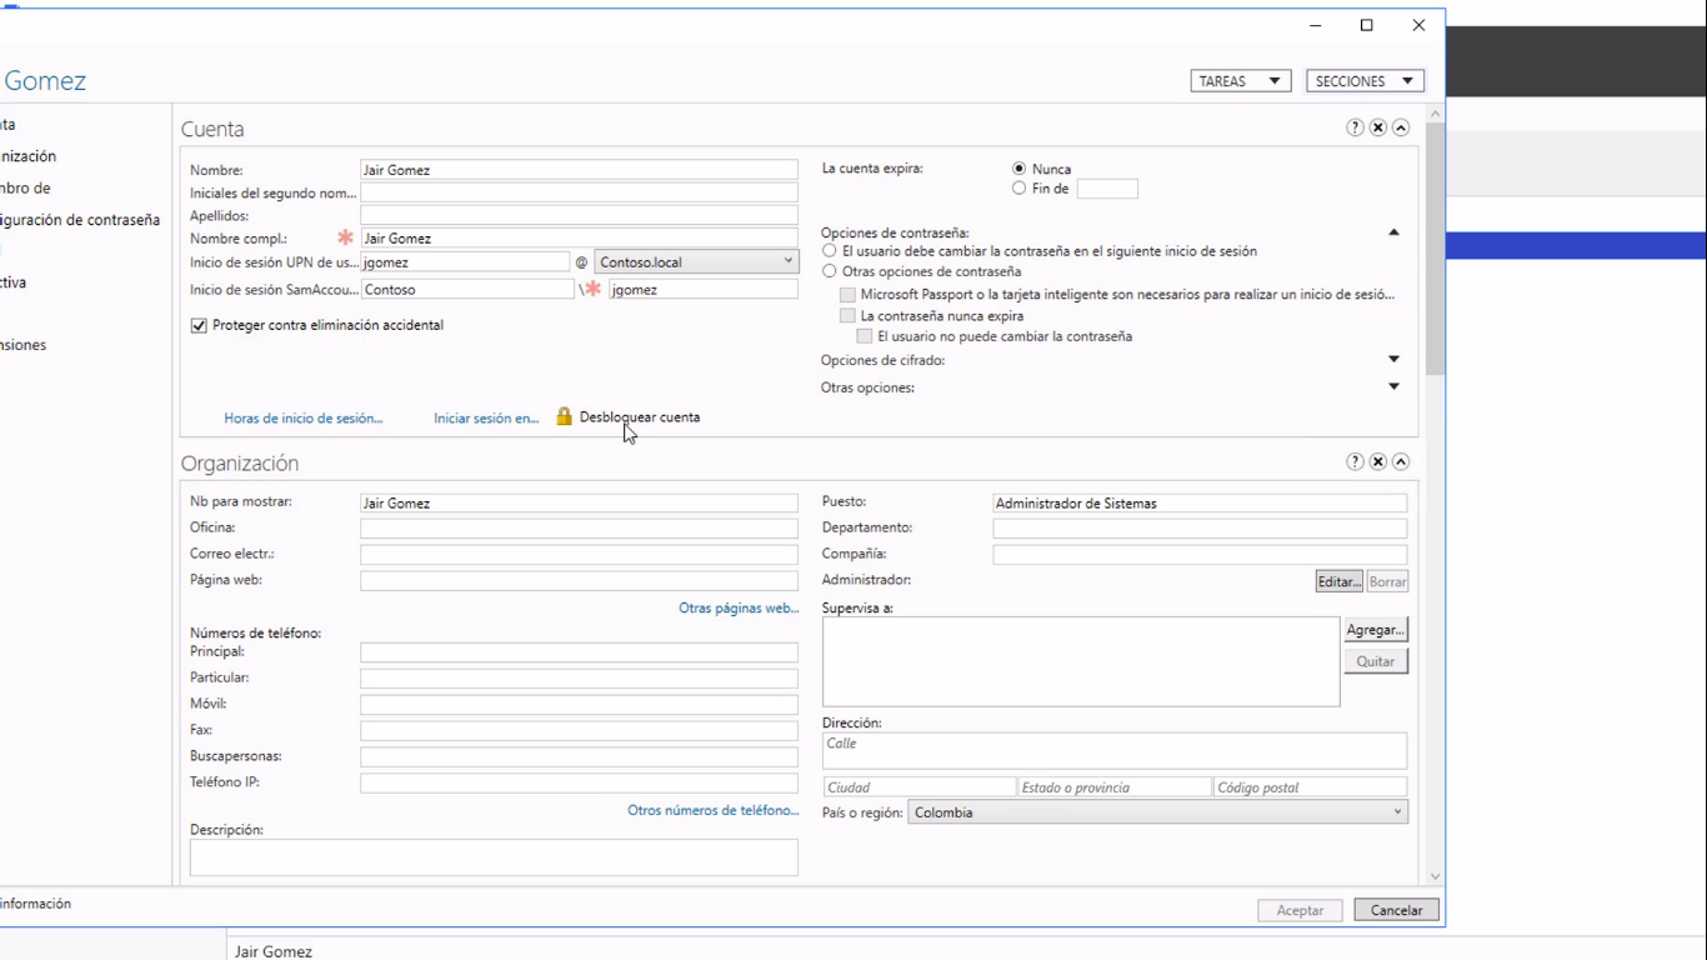 Gomez
TAREAS
SECCIONES
ta
nización
nbro de
iguración de contraseña
ctiva
nsiones
Cuenta
Nombre: Jair Gomez
Iniciales del segundo nom...
Apellidos:
Nombre compl.: * Jair Gomez
Inicio de sesión UPN de us... jgomez @ Contoso.local
Inicio de sesión SamAccou... Contoso \* jgomez
Proteger contra eliminación accidental
Horas de inicio de sesión... Iniciar sesión en... Desbloquear cuenta
La cuenta expira: Nunca
Fin de
Opciones de contraseña:
El usuario debe cambiar la contraseña en el siguiente inicio de sesión
Otras opciones de contraseña
Microsoft Passport o la tarjeta inteligente son necesarios para realizar un inicio de sesió...
La contraseña nunca expira
El usuario no puede cambiar la contraseña
Opciones de cifrado:
Otras opciones:
Organización
Nb para mostrar: Jair Gomez
Oficina:
Correo electr.:
Página web:
Otras páginas web...
Números de teléfono:
Principal:
Particular:
Móvil:
Fax:
Buscapersonas:
Teléfono IP:
Otros números de teléfono...
Descripción:
Puesto: Administrador de Sistemas
Departamento:
Compañía:
Administrador: Editar... Borrar
Supervisa a:
Agregar...
Quitar
Dirección:
Calle
Ciudad Estado o provincia Código postal
País o región: Colombia
información
Aceptar Cancelar
Jair Gomez